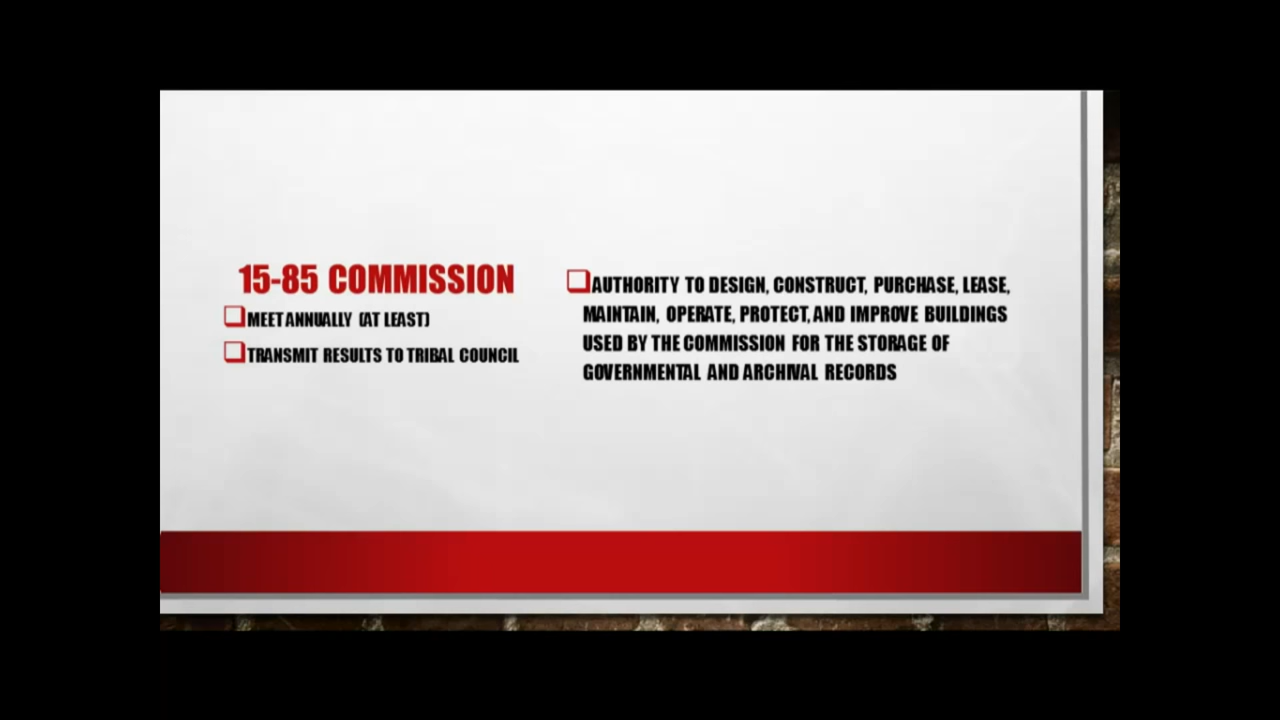 15-85 COMMISSION
MEET ANNUALLY (AT LEAST)
TRANSMIT RESULTS TO TRIBAL COUNCIL
AUTHORITY TO DESIGN, CONSTRUCT, PURCHASE, LEASE,
MAINTAIN, OPERATE, PROTECT, AND IMPROVE BUILDINGS
USED BY THE COMMISSION FOR THE STORAGE OF
GOVERNMENTAL AND ARCHIVAL RECORDS